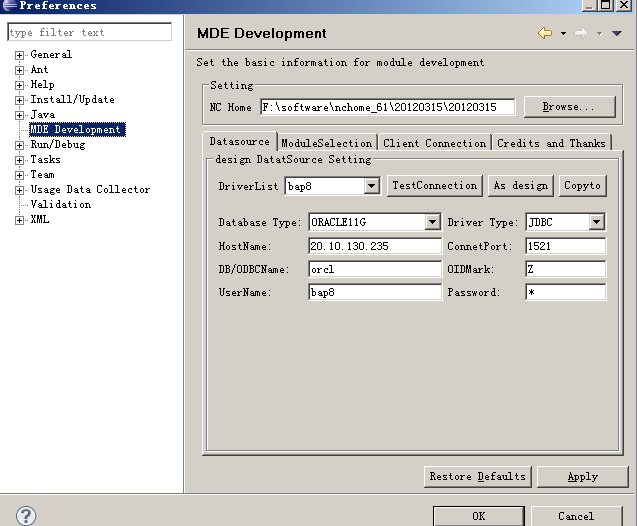 Preferences
type filter text
General
Ant
Help
Install/Update
Java
MDE Development
Run/Debug
Tasks
Team
Usage Data Collector
Validation
XML
MDE Development
Set the basic information for module development
Setting
NC Home F:\software\nchome_61\20120315\20120315 Browse...
Datasource ModuleSelection Client Connection Credits and Thanks
design DatatSource Setting
DriverList bap8 TestConnection As design Copyto
Database Type: ORACLE11G Driver Type: JDBC
HostName: 20.10.130.235 ConnetPort: 1521
DB/ODBCName: orcl OIDMark: Z
UserName: bap8 Password: *
Restore Defaults Apply
OK Cancel